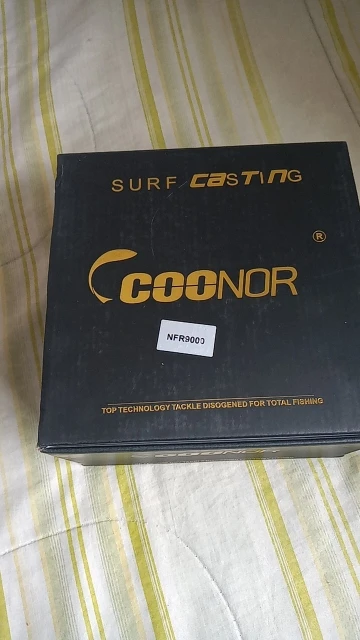 SURF CASTING
COONOR
®
NFR9000
TOP TECHNOLOGY TACKLE DISOGENED FOR TOTAL FISHING